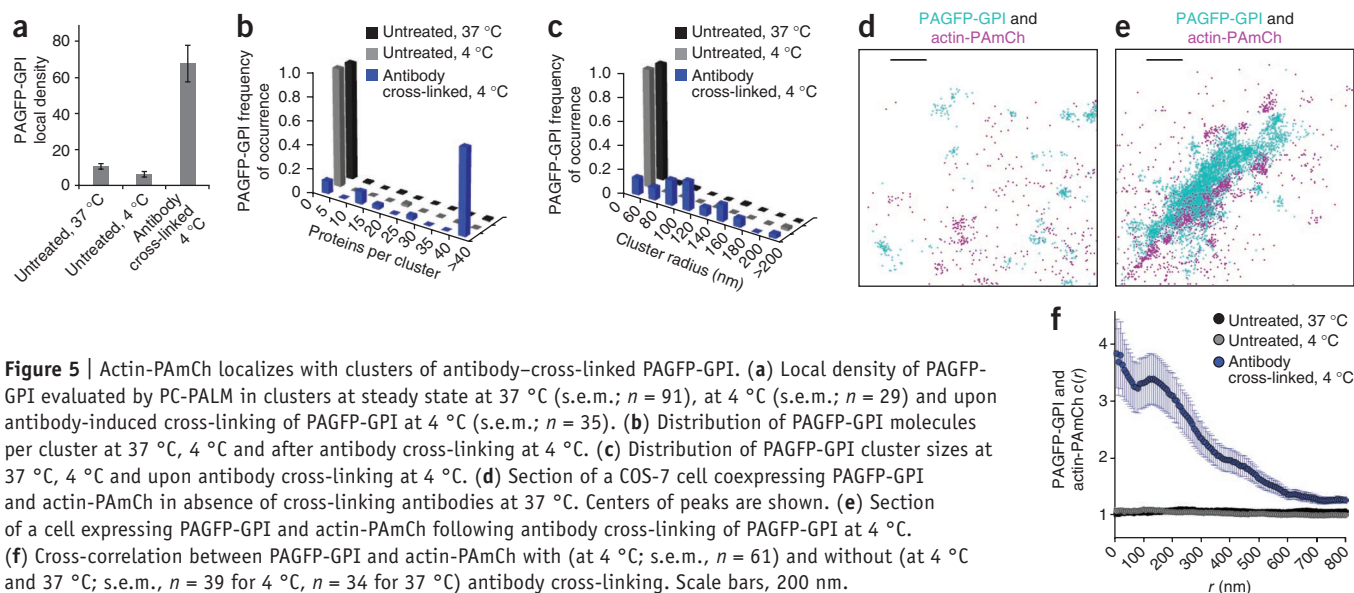 a
PAGFP-GPI
local density
80
60
40
20
0
Untreated, 37 °C
Untreated, 4 °C
Antibody
cross-linked
4 °C
b
Untreated, 37 °C
Untreated, 4 °C
Antibody
cross-linked, 4 °C
PAGFP-GPI frequency
of occurrence
1.0
0.8
0.6
0.4
0.2
0
0
5
10
15
20
25
30
35
40
>40
Proteins per cluster
c
Untreated, 37 °C
Untreated, 4 °C
Antibody
cross-linked, 4 °C
PAGFP-GPI frequency
of occurrence
1.0
0.8
0.6
0.4
0.2
0
0
60
80
100
120
140
160
180
200
>200
Cluster radius (nm)
d
PAGFP-GPI and
actin-PAmCh
e
PAGFP-GPI and
actin-PAmCh
f
Untreated, 37 °C
Untreated, 4 °C
Antibody
cross-linked, 4 °C
PAGFP-GPI and
actin-PAmCh c(r)
4
3
2
1
0
100
200
300
400
500
600
700
800
r (nm)
Figure 5 | Actin-PAmCh localizes with clusters of antibody–cross-linked PAGFP-GPI. (a) Local density of PAGFP-
GPI evaluated by PC-PALM in clusters at steady state at 37 °C (s.e.m.; n = 91), at 4 °C (s.e.m.; n = 29) and upon
antibody-induced cross-linking of PAGFP-GPI at 4 °C (s.e.m.; n = 35). (b) Distribution of PAGFP-GPI molecules
per cluster at 37 °C, 4 °C and after antibody cross-linking at 4 °C. (c) Distribution of PAGFP-GPI cluster sizes at
37 °C, 4 °C and upon antibody cross-linking at 4 °C. (d) Section of a COS-7 cell coexpressing PAGFP-GPI
and actin-PAmCh in absence of cross-linking antibodies at 37 °C. Centers of peaks are shown. (e) Section
of a cell expressing PAGFP-GPI and actin-PAmCh following antibody cross-linking of PAGFP-GPI at 4 °C.
(f) Cross-correlation between PAGFP-GPI and actin-PAmCh with (at 4 °C; s.e.m., n = 61) and without (at 4 °C
and 37 °C; s.e.m., n = 39 for 4 °C, n = 34 for 37 °C) antibody cross-linking. Scale bars, 200 nm.